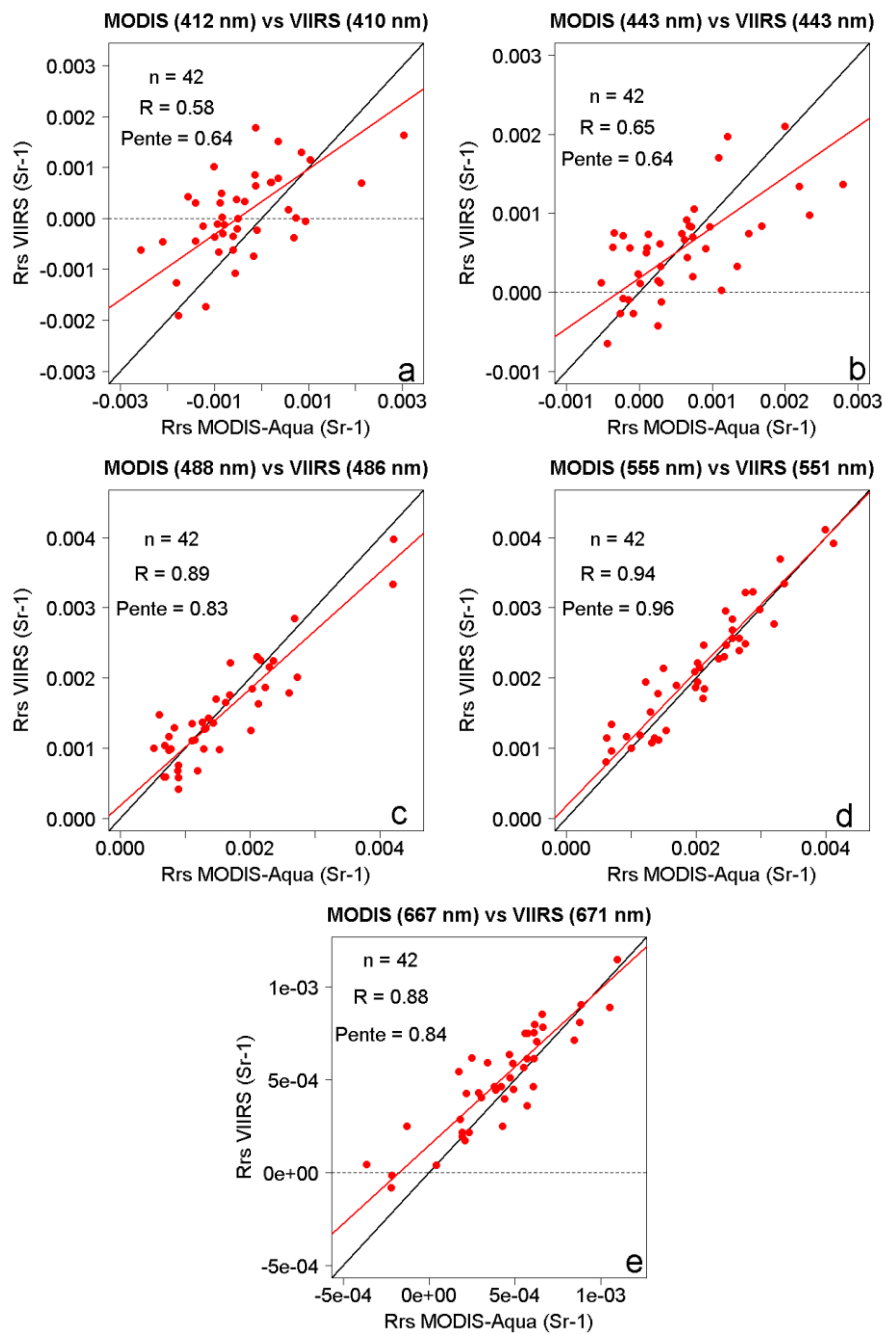 MODIS (412 nm) vs VIIRS (410 nm)
Rrs VIIRS (Sr-1)
0.003
0.002
0.001
0.000
-0.001
-0.002
-0.003
n = 42
R = 0.58
Pente = 0.64
a
-0.003
-0.001
0.001
0.003
Rrs MODIS-Aqua (Sr-1)
MODIS (443 nm) vs VIIRS (443 nm)
Rrs VIIRS (Sr-1)
0.003
0.002
0.001
0.000
-0.001
n = 42
R = 0.65
Pente = 0.64
b
-0.001
0.000
0.001
0.002
0.003
Rrs MODIS-Aqua (Sr-1)
MODIS (488 nm) vs VIIRS (486 nm)
Rrs VIIRS (Sr-1)
0.004
0.003
0.002
0.001
0.000
n = 42
R = 0.89
Pente = 0.83
c
0.000
0.002
0.004
Rrs MODIS-Aqua (Sr-1)
MODIS (555 nm) vs VIIRS (551 nm)
Rrs VIIRS (Sr-1)
0.004
0.003
0.002
0.001
0.000
n = 42
R = 0.94
Pente = 0.96
d
0.000
0.002
0.004
Rrs MODIS-Aqua (Sr-1)
MODIS (667 nm) vs VIIRS (671 nm)
Rrs VIIRS (Sr-1)
1e-03
5e-04
0e+00
-5e-04
n = 42
R = 0.88
Pente = 0.84
e
-5e-04
0e+00
5e-04
1e-03
Rrs MODIS-Aqua (Sr-1)